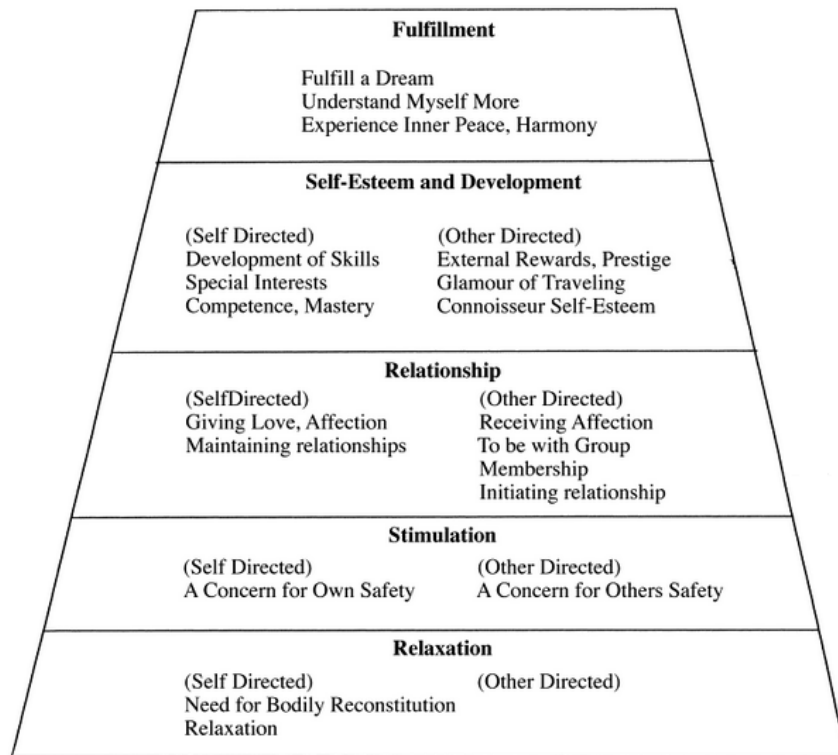 Fulfillment
Fulfill a Dream
Understand Myself More
Experience Inner Peace, Harmony
Self-Esteem and Development
(Self Directed)
Development of Skills
Special Interests
Competence, Mastery
(Other Directed)
External Rewards, Prestige
Glamour of Traveling
Connoisseur Self-Esteem
Relationship
(SelfDirected)
Giving Love, Affection
Maintaining relationships
(Other Directed)
Receiving Affection
To be with Group
Membership
Initiating relationship
Stimulation
(Self Directed)
A Concern for Own Safety
(Other Directed)
A Concern for Others Safety
Relaxation
(Self Directed)
Need for Bodily Reconstitution
Relaxation
(Other Directed)